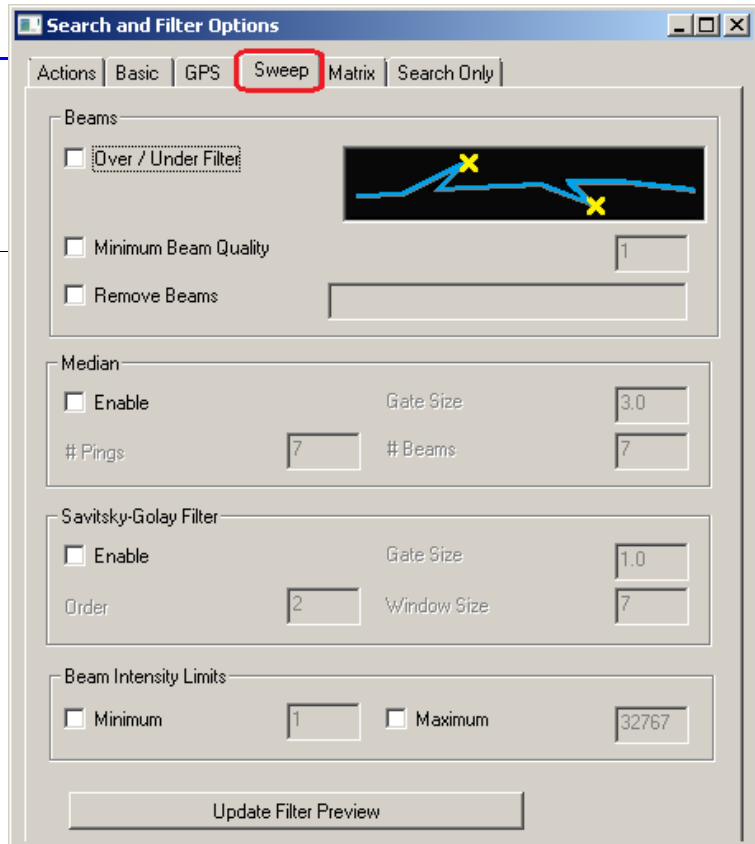 Search and Filter Options
Actions Basic GPS Sweep Matrix Search Only
Beams
Over / Under Filter
Minimum Beam Quality 1
Remove Beams
Median
Enable Gate Size 3.0
# Pings 7 # Beams 7
Savitsky-Golay Filter
Enable Gate Size 1.0
Order 2 Window Size 7
Beam Intensity Limits
Minimum 1 Maximum 32767
Update Filter Preview